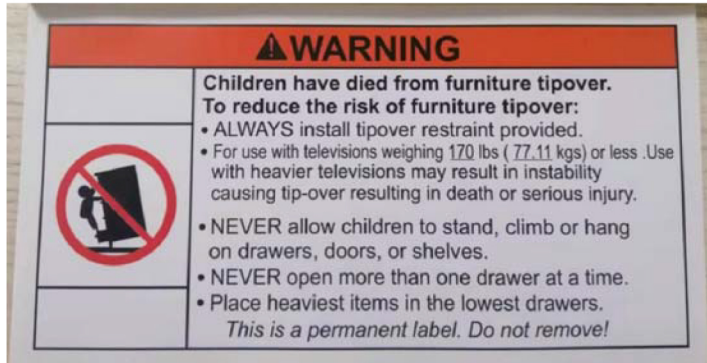 WARNING
Children have died from furniture tipover.
To reduce the risk of furniture tipover:
• ALWAYS install tipover restraint provided.
• For use with televisions weighing 170 lbs ( 77.11 kgs) or less .Use
with heavier televisions may result in instability
causing tip-over resulting in death or serious injury.
• NEVER allow children to stand, climb or hang
on drawers, doors, or shelves.
• NEVER open more than one drawer at a time.
• Place heaviest items in the lowest drawers.
This is a permanent label. Do not remove!